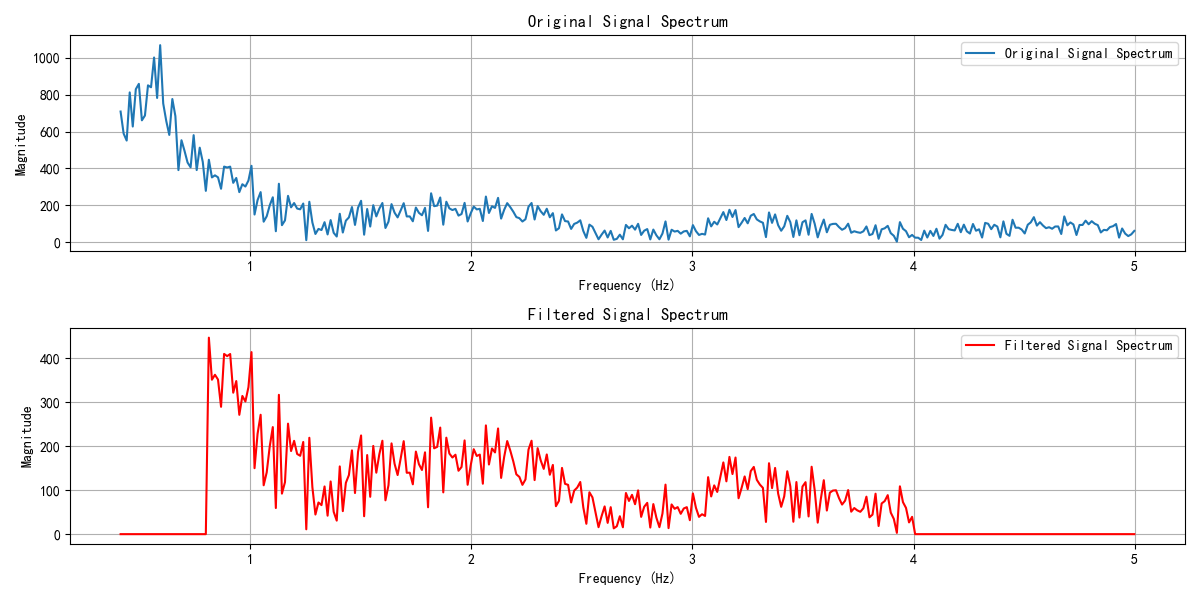 Original Signal Spectrum
Original Signal Spectrum
Magnitude
1000
800
600
400
200
0
1
2
3
4
5
Frequency (Hz)
Filtered Signal Spectrum
Filtered Signal Spectrum
Magnitude
400
300
200
100
0
1
2
3
4
5
Frequency (Hz)